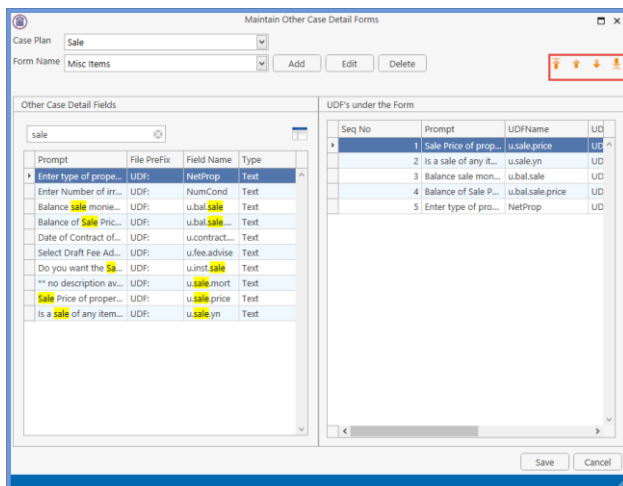 Maintain Other Case Detail Forms
Case Plan Sale
Form Name Misc Items Add Edit Delete
Other Case Detail Fields UDF's under the Form
sale
Prompt File PreFix Field Name Type
Enter type of prope... UDF: NetProp Text
Enter Number of irr... UDF: NumCond Text
Balance sale monie... UDF: u.bal.sale Text
Balance of Sale Pric... UDF: u.bal.sale.... Text
Date of Contract of... UDF: u.contract.... Text
Select Draft Fee Ad... UDF: u.fee.advise Text
Do you want the Sa... UDF: u.inst.sale Text
** no description av... UDF: u.sale.mort Text
Sale Price of proper... UDF: u.sale.price Text
Is a sale of any item... UDF: u.sale.yn Text
Seq No Prompt UDFName UD
1 Sale Price of prop... u.sale.price UD
2 Is a sale of any it... u.sale.yn UD
3 Balance sale mon... u.bal.sale UD
4 Balance of Sale P... u.bal.sale.price UD
5 Enter type of pro... NetProp UD
Save Cancel